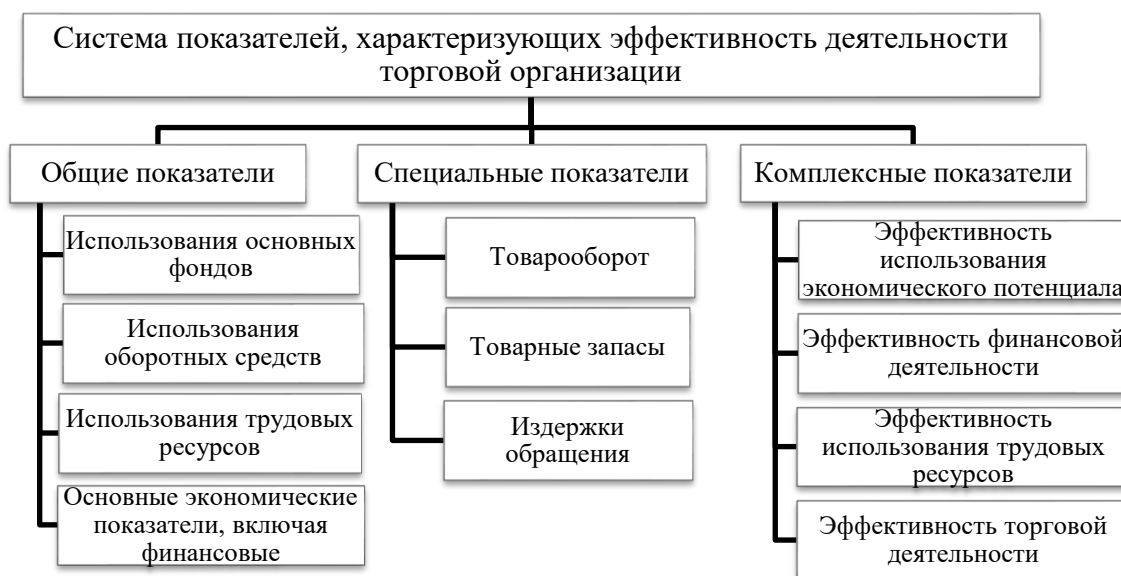 Система показателей, характеризующих эффективность деятельности
торговой организации
Общие показатели
Использования основных
фондов
Использования
оборотных средств
Использования трудовых
ресурсов
Основные экономические
показатели, включая
финансовые
Специальные показатели
Товарооборот
Товарные запасы
Издержки
обращения
Комплексные показатели
Эффективность
использования
экономического потенциала
Эффективность финансовой
деятельности
Эффективность
использования трудовых
ресурсов
Эффективность торговой
деятельности